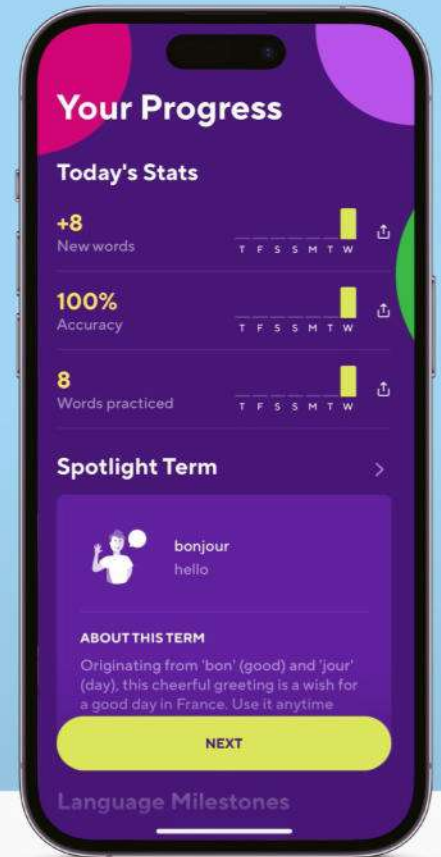 Your Progress
Today's Stats
+8
New words
T F S S M T W
100%
Accuracy
T F S S M T W
8
Words practiced
T F S S M T W
Spotlight Term
bonjour
hello
ABOUT THIS TERM
Originating from 'bon' (good) and 'jour'
(day), this cheerful greeting is a wish for
a good day in France. Use it anytime
NEXT
Language Milestones